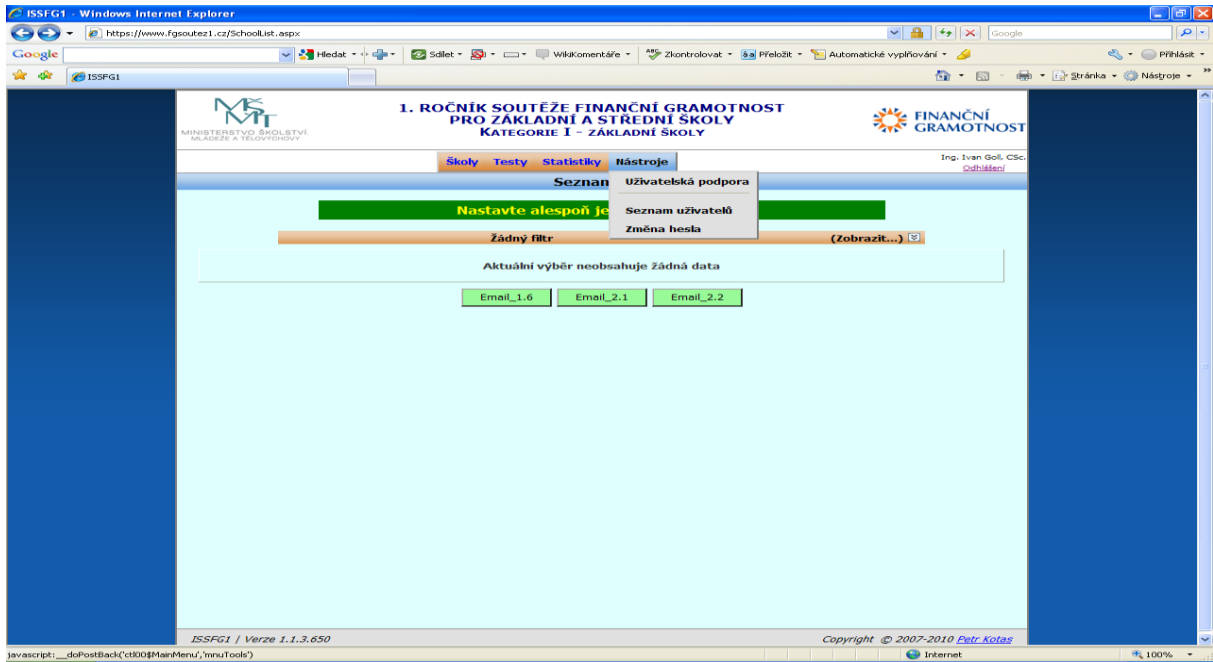 ISSFG1 - Windows Internet Explorer
https://www.fgsoutez1.cz/SchoolList.aspx
Google
Google
Hledat
Sdílet
WikiKomentáře
Zkontrolovat
Přeložit
Automatické vyplňování
Přihlásit
ISSFG1
Stránka
Nástroje
MŠMT
MINISTERSTVO ŠKOLSTVÍ,
MLÁDEŽE A TĚLOVÝCHOVY
1. ROČNÍK SOUTĚŽE FINANČNÍ GRAMOTNOST
PRO ZÁKLADNÍ A STŘEDNÍ ŠKOLY
KATEGORIE I - ZÁKLADNÍ ŠKOLY
FINANČNÍ
GRAMOTNOST
Školy Testy Statistiky Nástroje
Ing. Ivan Goll, CSc.
Odhlášení
Seznam
Uživatelská podpora
Seznam uživatelů
Změna hesla
Nastavte alespoň je
Žádný filtr (Zobrazit...)
Aktuální výběr neobsahuje žádná data
Email_1.6 Email_2.1 Email_2.2
ISSFG1 | Verze 1.1.3.650
Copyright © 2007-2010 Petr Kotas
javascript:__doPostBack('ctl00$MainMenu','mnuTools')
Internet
100%